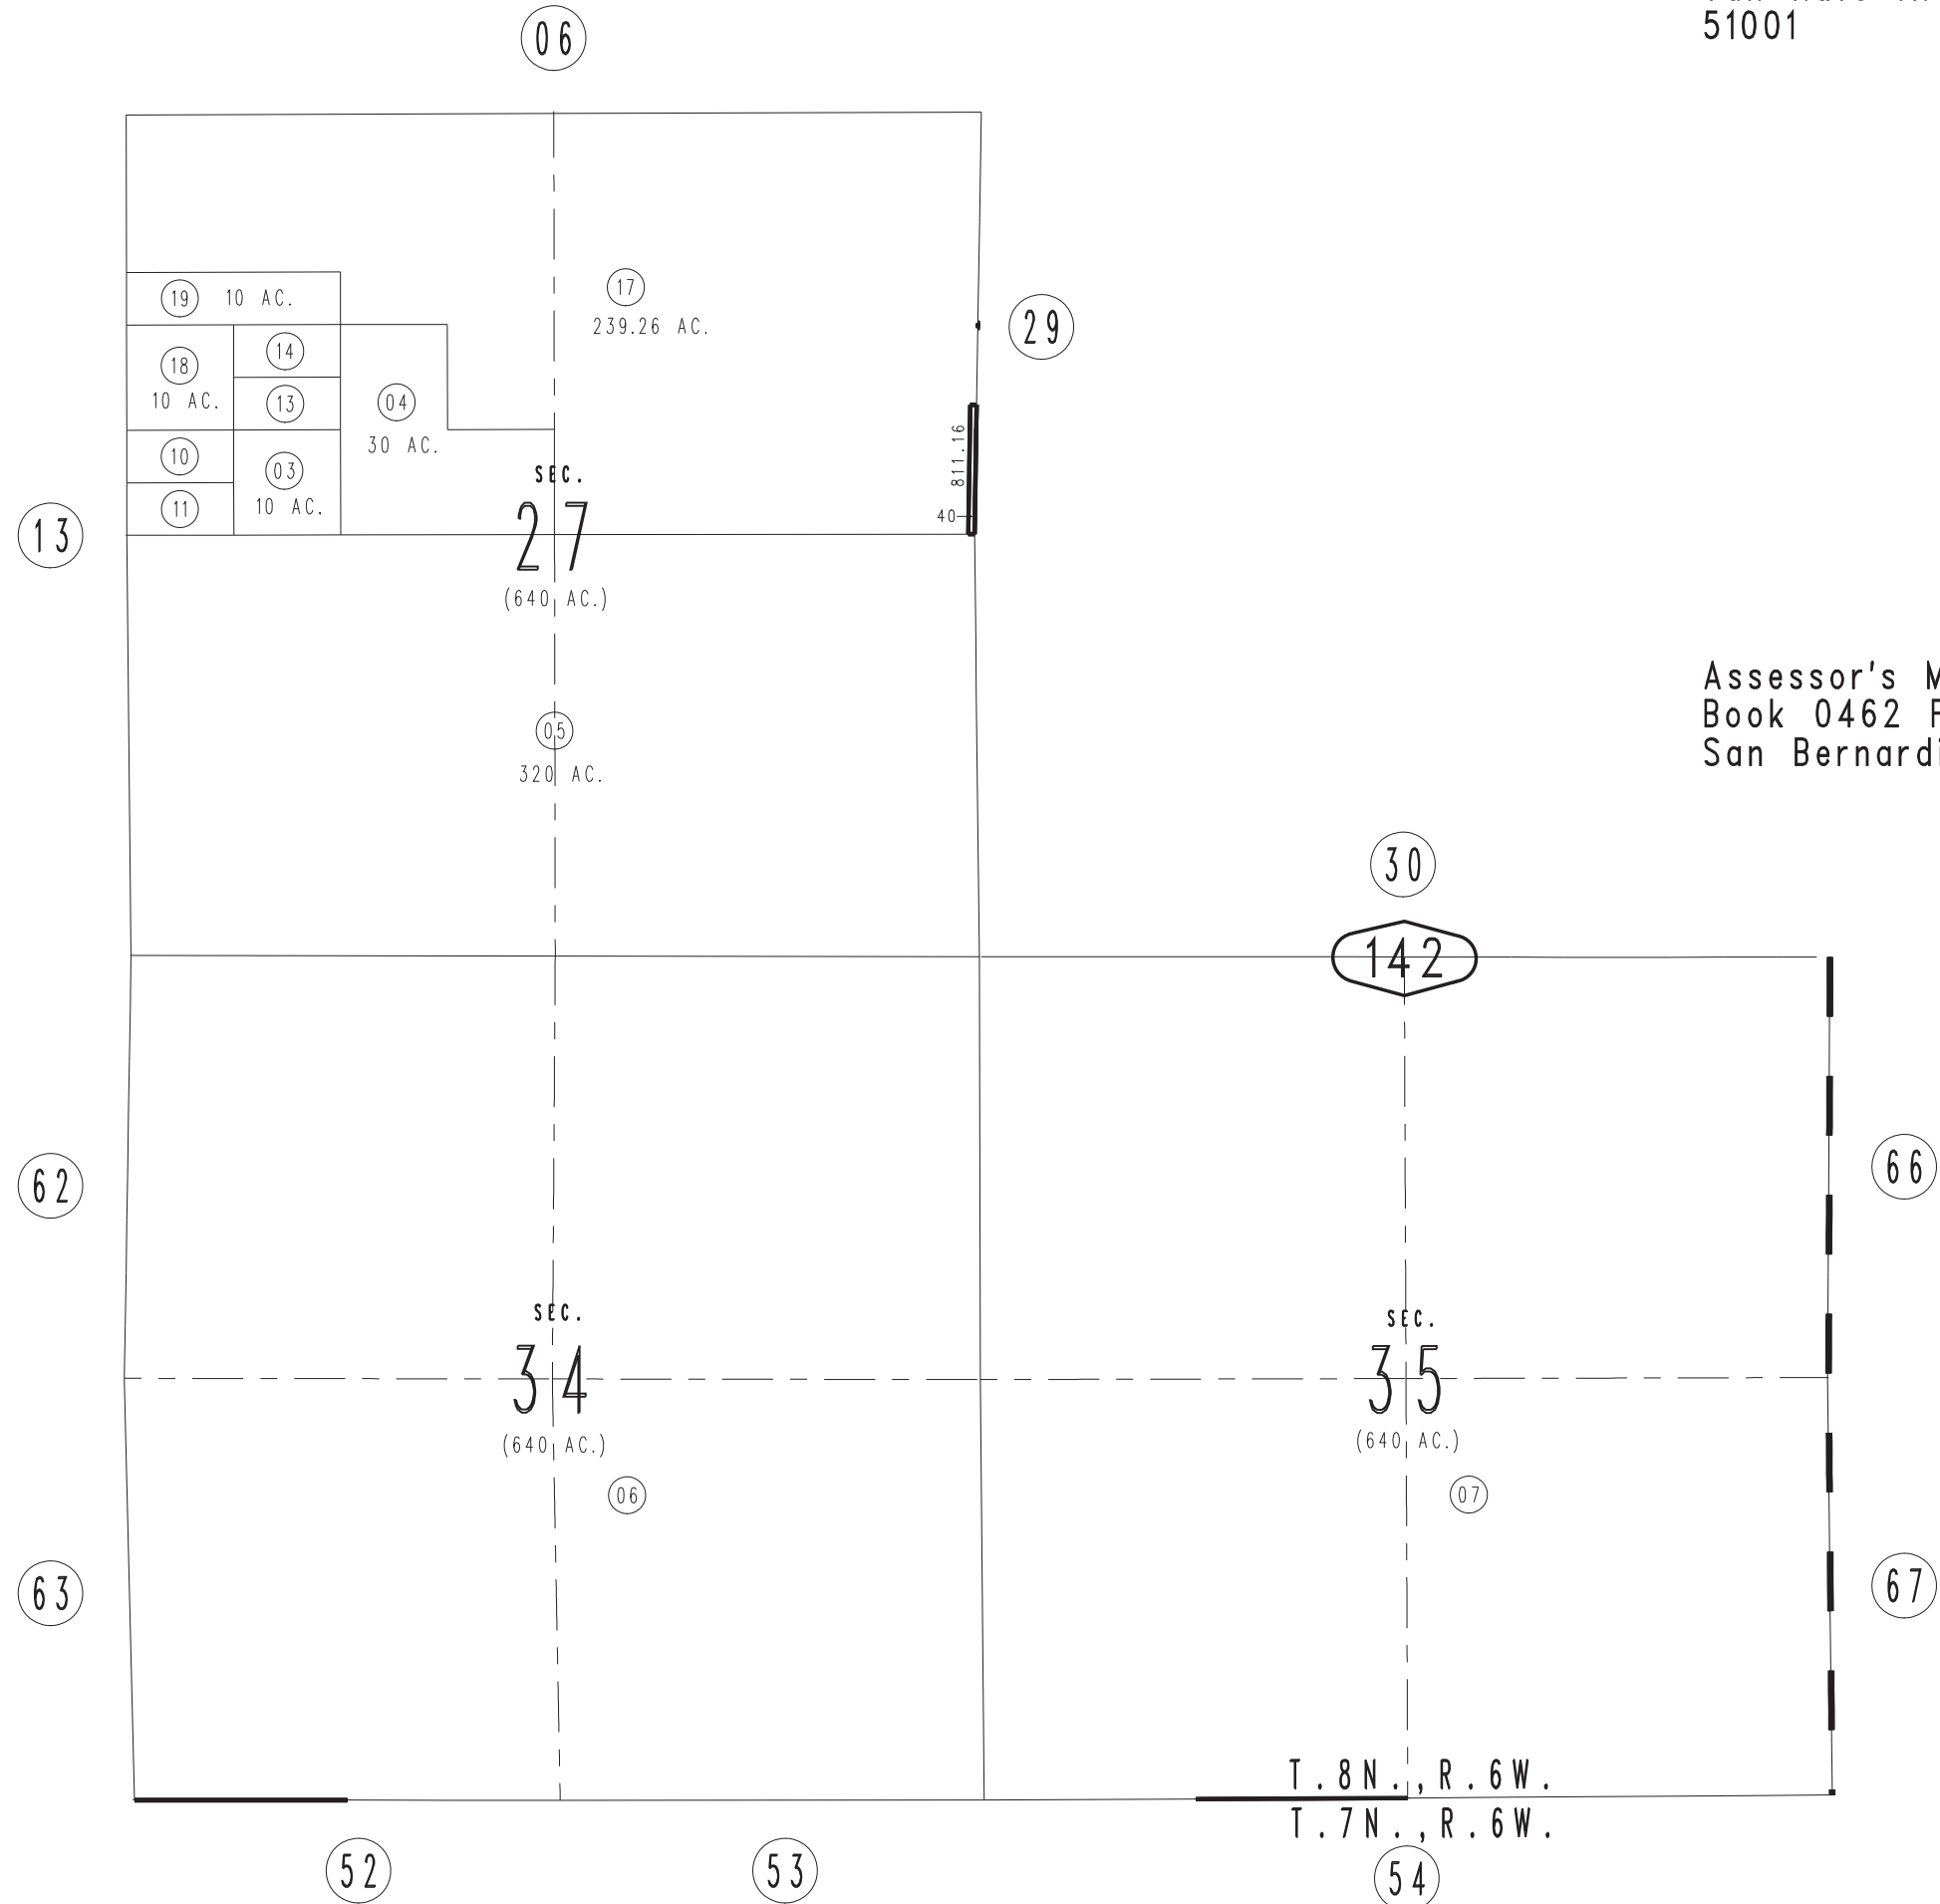 51001
06
19 10 AC.
17
239.26 AC.
29
18
10 AC.
14
13
04
30 AC.
10
03
10 AC.
11
811.16
40
13
SEC.
27
(640 AC.)
05
320 AC.
Assessor's
Book 0462
San
30
142
62
66
SEC.
34
(640 AC.)
06
SEC.
35
(640 AC.)
07
63
67
T.8N.,R.6W.
T.7N.,R.6W.
52
53
54